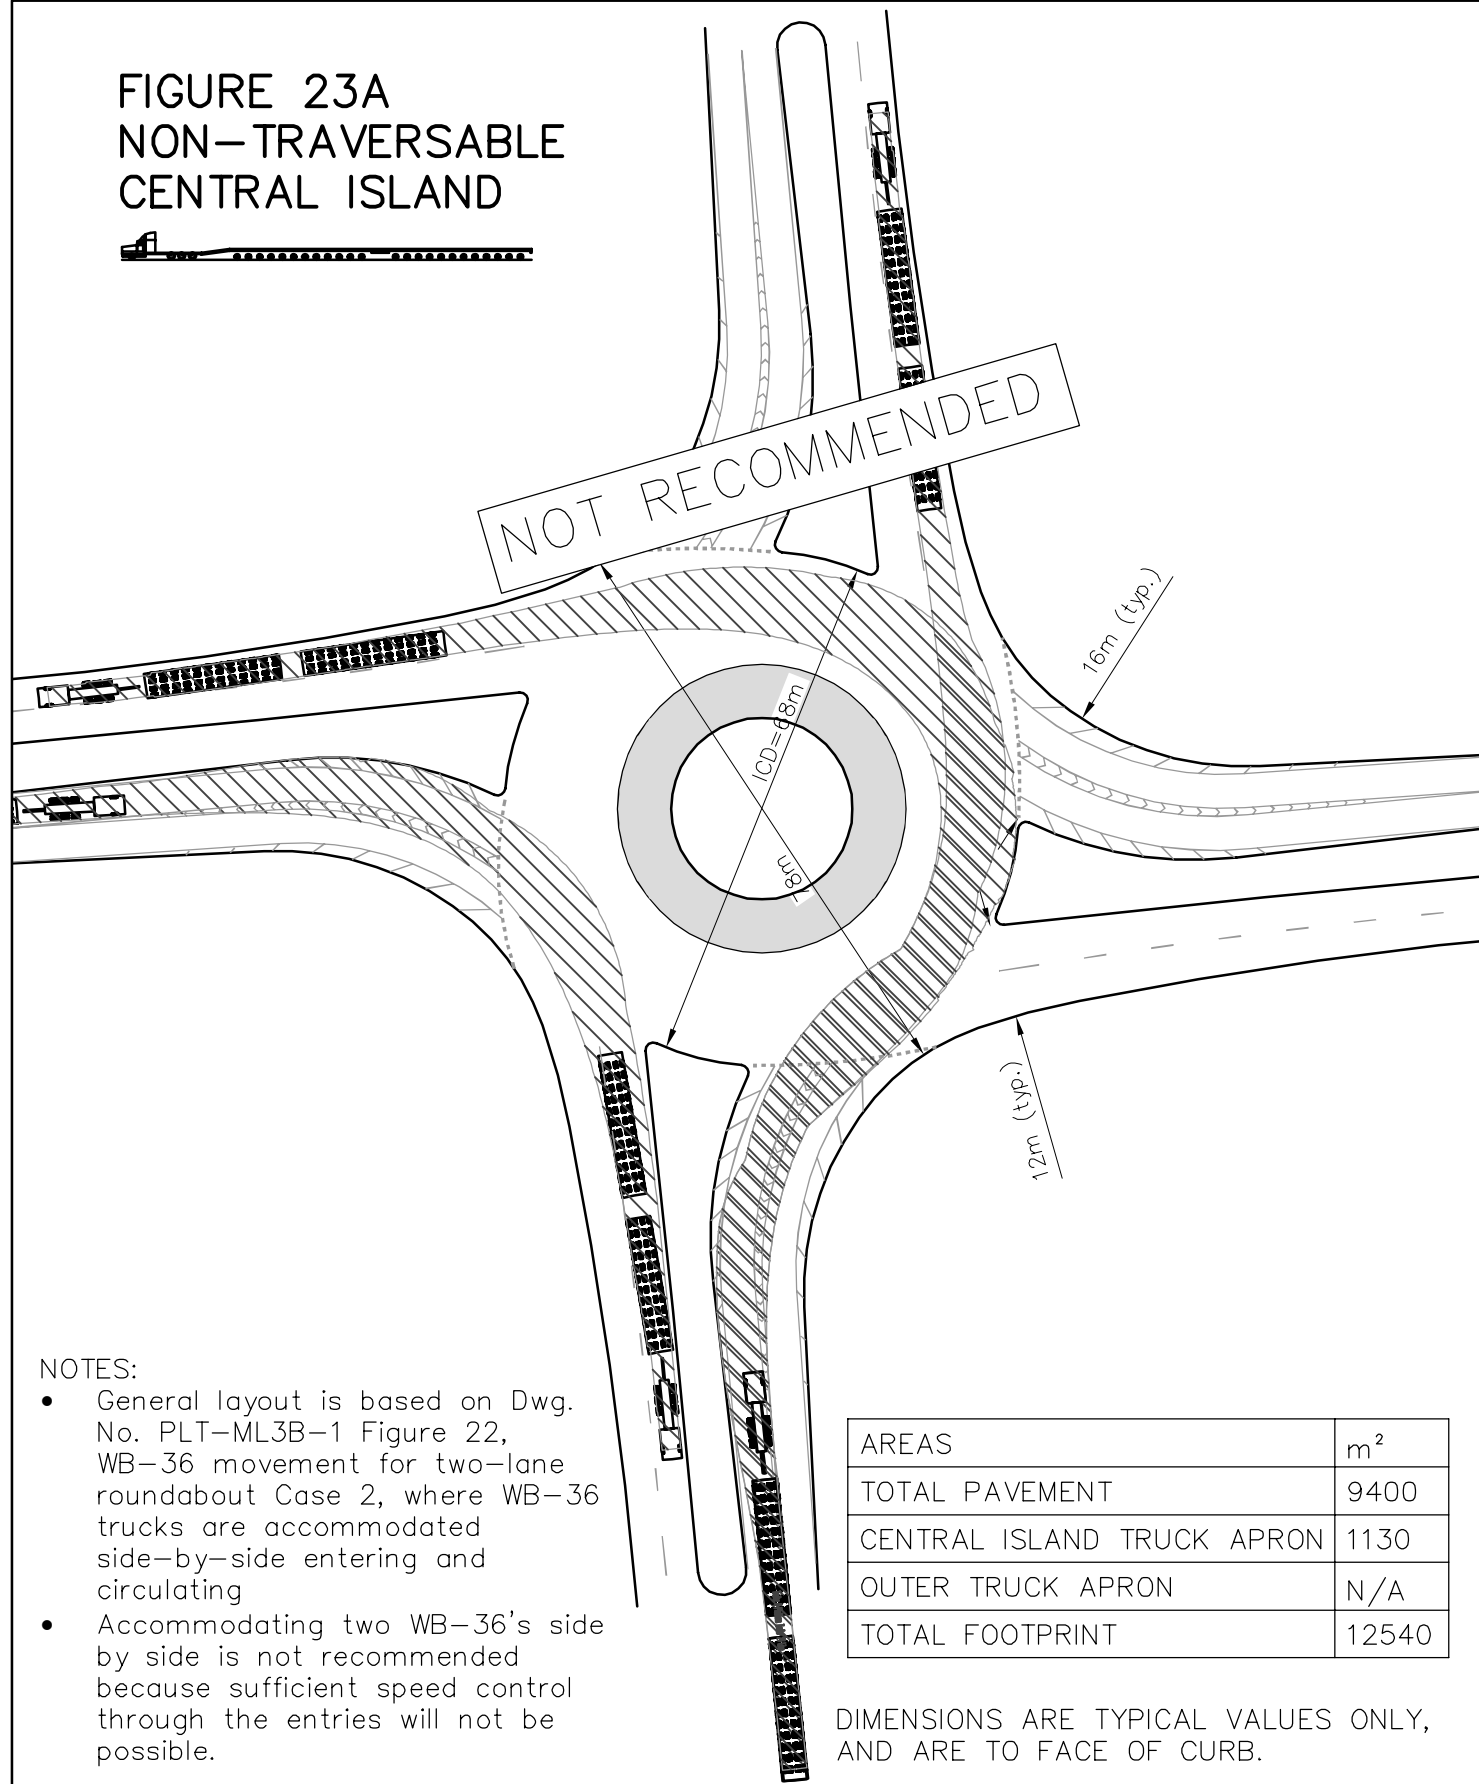 FIGURE 23A
NON-TRAVERSABLE
CENTRAL ISLAND
NOT RECOMMENDED
16m (typ.)
ICD=68m
78m
12m (typ.)
NOTES:
• General layout is based on Dwg.
No. PLT-ML3B-1 Figure 22,
WB-36 movement for two-lane
roundabout Case 2, where WB-36
trucks are accommodated
side-by-side entering and
circulating
• Accommodating two WB-36's side
by side is not recommended
because sufficient speed control
through the entries will not be
possible.
AREAS m²
TOTAL PAVEMENT 9400
CENTRAL ISLAND TRUCK APRON 1130
OUTER TRUCK APRON N/A
TOTAL FOOTPRINT 12540
DIMENSIONS ARE TYPICAL VALUES ONLY,
AND ARE TO FACE OF CURB.